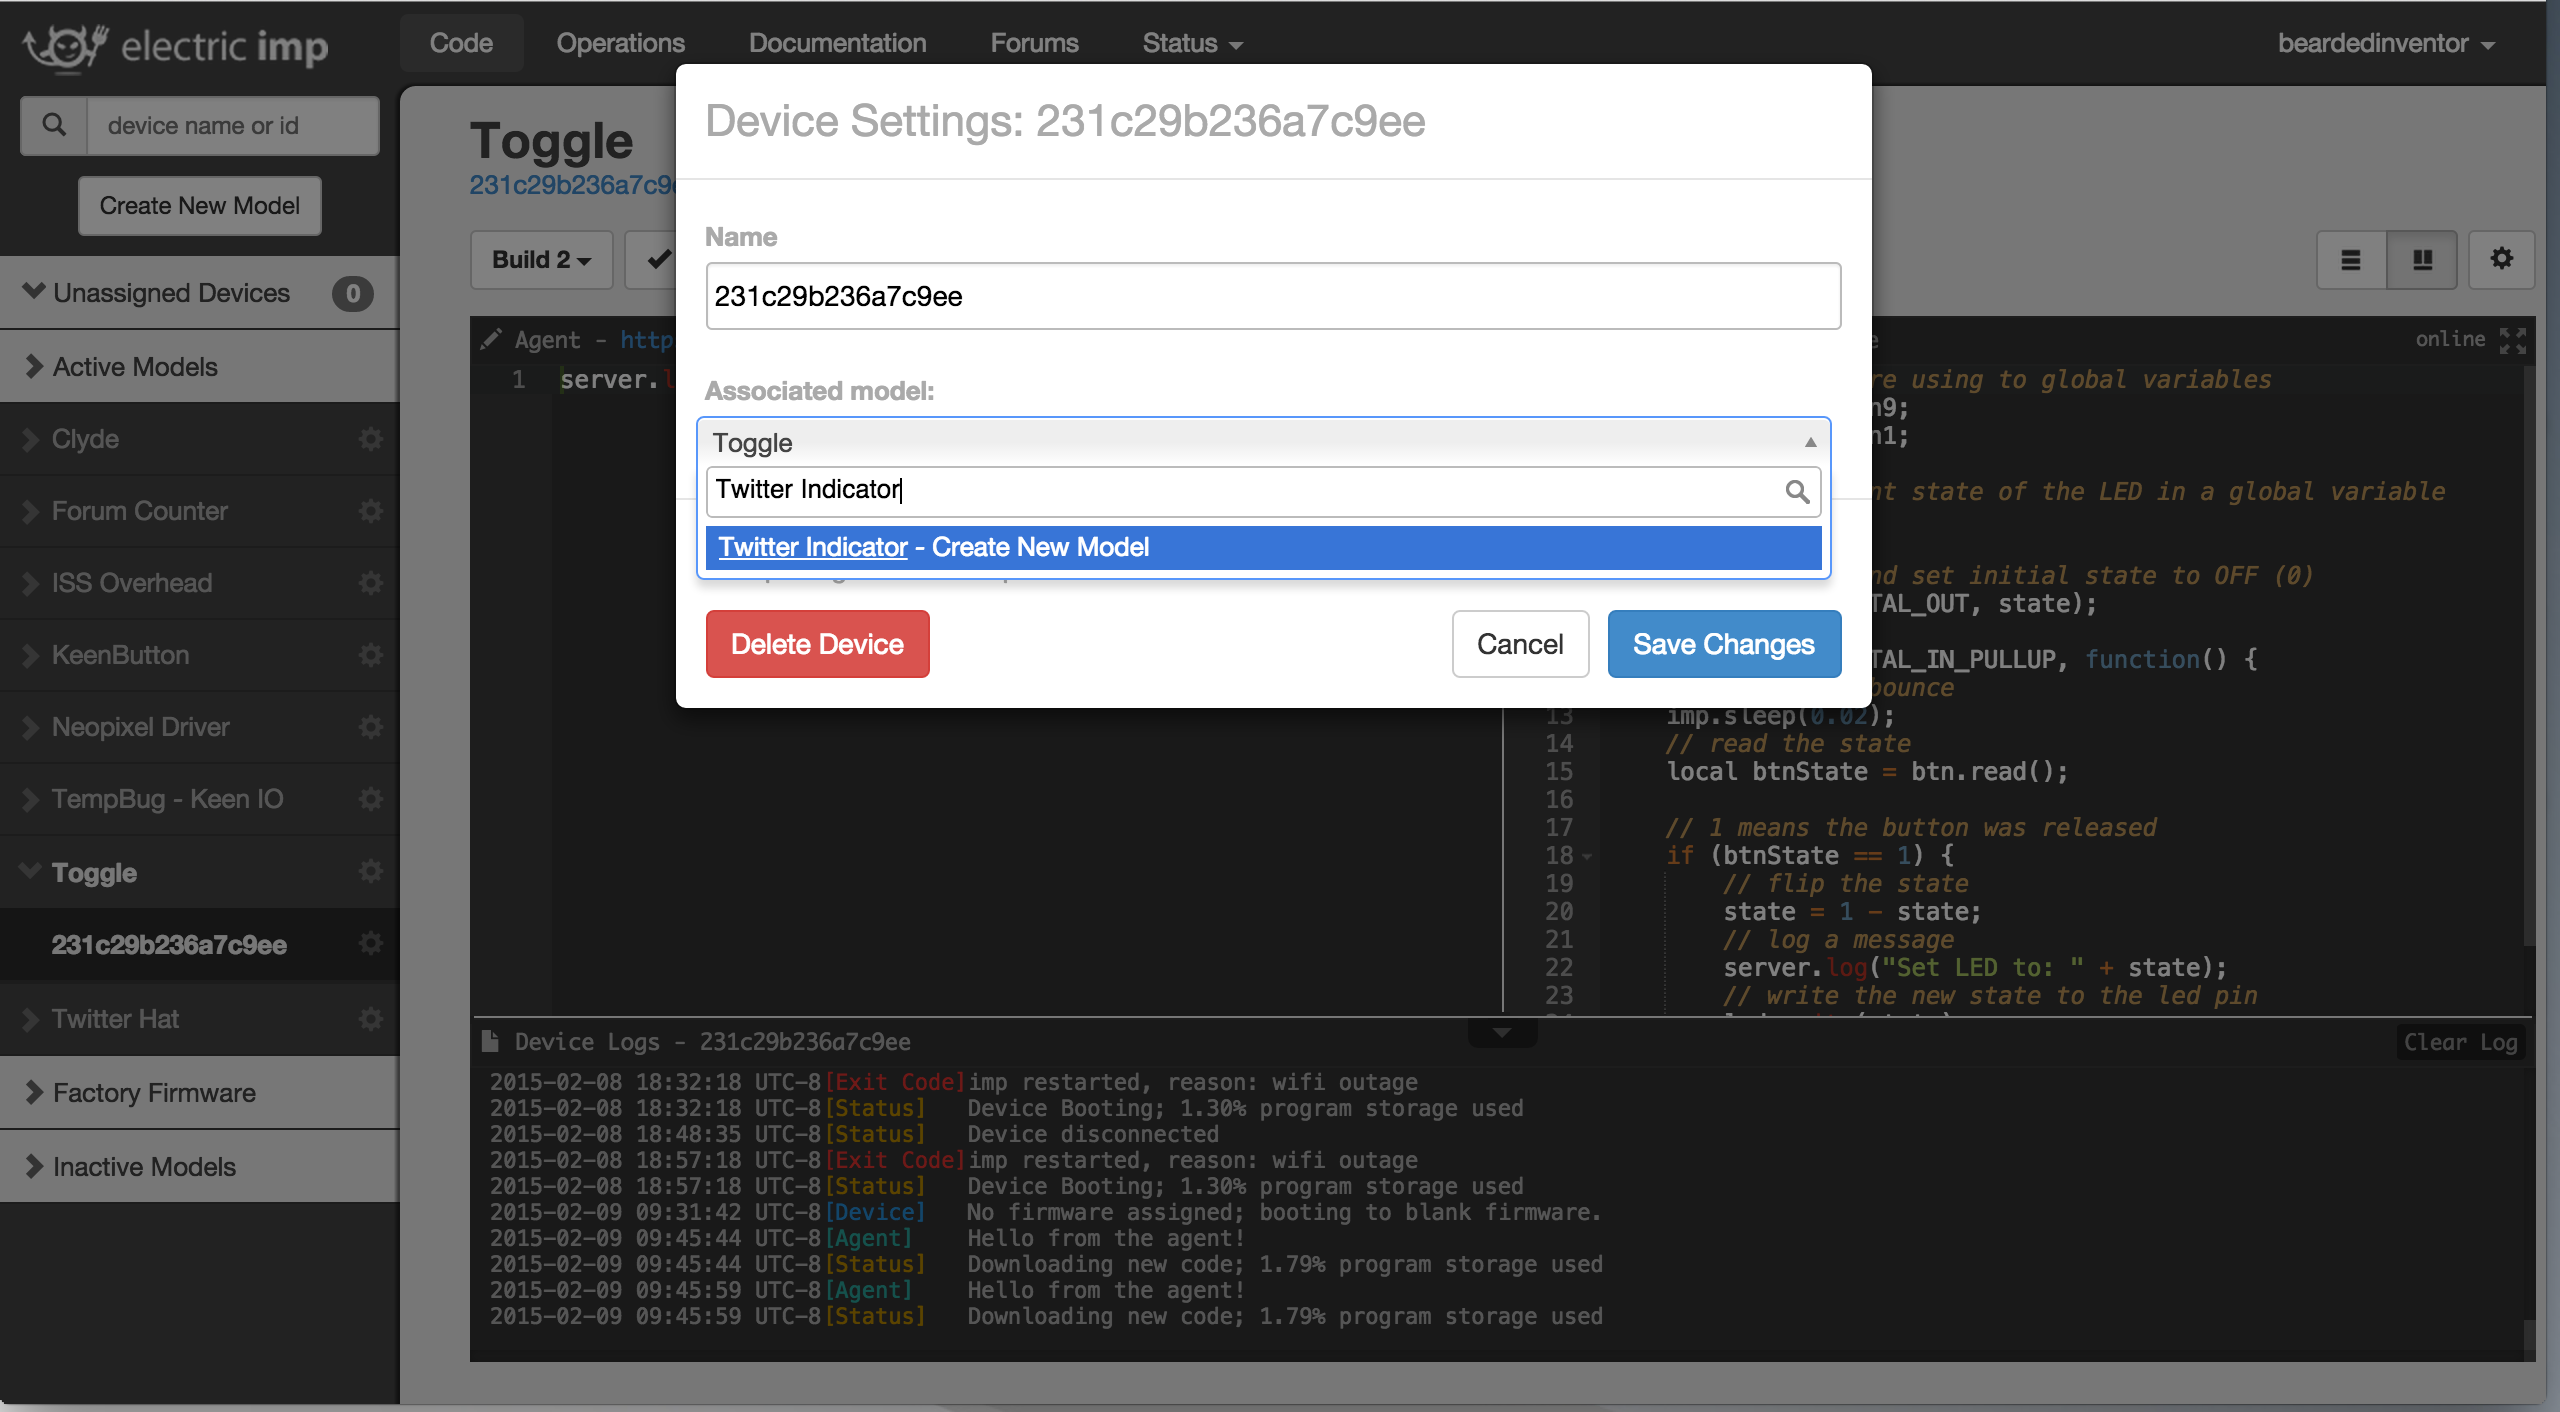 electric imp
Code
Operations
Documentation
Forums
Status
beardedinventor
device name or id
Create New Model
Unassigned Devices 0
Active Models
Clyde
Forum Counter
ISS Overhead
KeenButton
Neopixel Driver
TempBug - Keen IO
Toggle
231c29b236a7c9ee
Twitter Hat
Factory Firmware
Inactive Models
Toggle
231c29b236a7c9
Build 2
Device Settings: 231c29b236a7c9ee
Name
231c29b236a7c9ee
Associated model:
Toggle
Twitter Indicator
Twitter Indicator - Create New Model
Delete Device
Cancel
Save Changes
Agent - http
1 server.l
online
re using to global variables
n9;
n1;
nt state of the LED in a global variable
nd set initial state to OFF (0)
TAL_OUT, state);
TAL_IN_PULLUP, function() {
bounce
13 imp.sleep(0.02);
14 // read the state
15 local btnState = btn.read();
16
17 // 1 means the button was released
18 if (btnState == 1) {
19 // flip the state
20 state = 1 - state;
21 // log a message
22 server.log("Set LED to: " + state);
23 // write the new state to the led pin
Device Logs - 231c29b236a7c9ee
Clear Log
2015-02-08 18:32:18 UTC-8 [Exit Code] imp restarted, reason: wifi outage
2015-02-08 18:32:18 UTC-8 [Status] Device Booting; 1.30% program storage used
2015-02-08 18:48:35 UTC-8 [Status] Device disconnected
2015-02-08 18:57:18 UTC-8 [Exit Code] imp restarted, reason: wifi outage
2015-02-08 18:57:18 UTC-8 [Status] Device Booting; 1.30% program storage used
2015-02-09 09:31:42 UTC-8 [Device] No firmware assigned; booting to blank firmware.
2015-02-09 09:45:44 UTC-8 [Agent] Hello from the agent!
2015-02-09 09:45:44 UTC-8 [Status] Downloading new code; 1.79% program storage used
2015-02-09 09:45:59 UTC-8 [Agent] Hello from the agent!
2015-02-09 09:45:59 UTC-8 [Status] Downloading new code; 1.79% program storage used